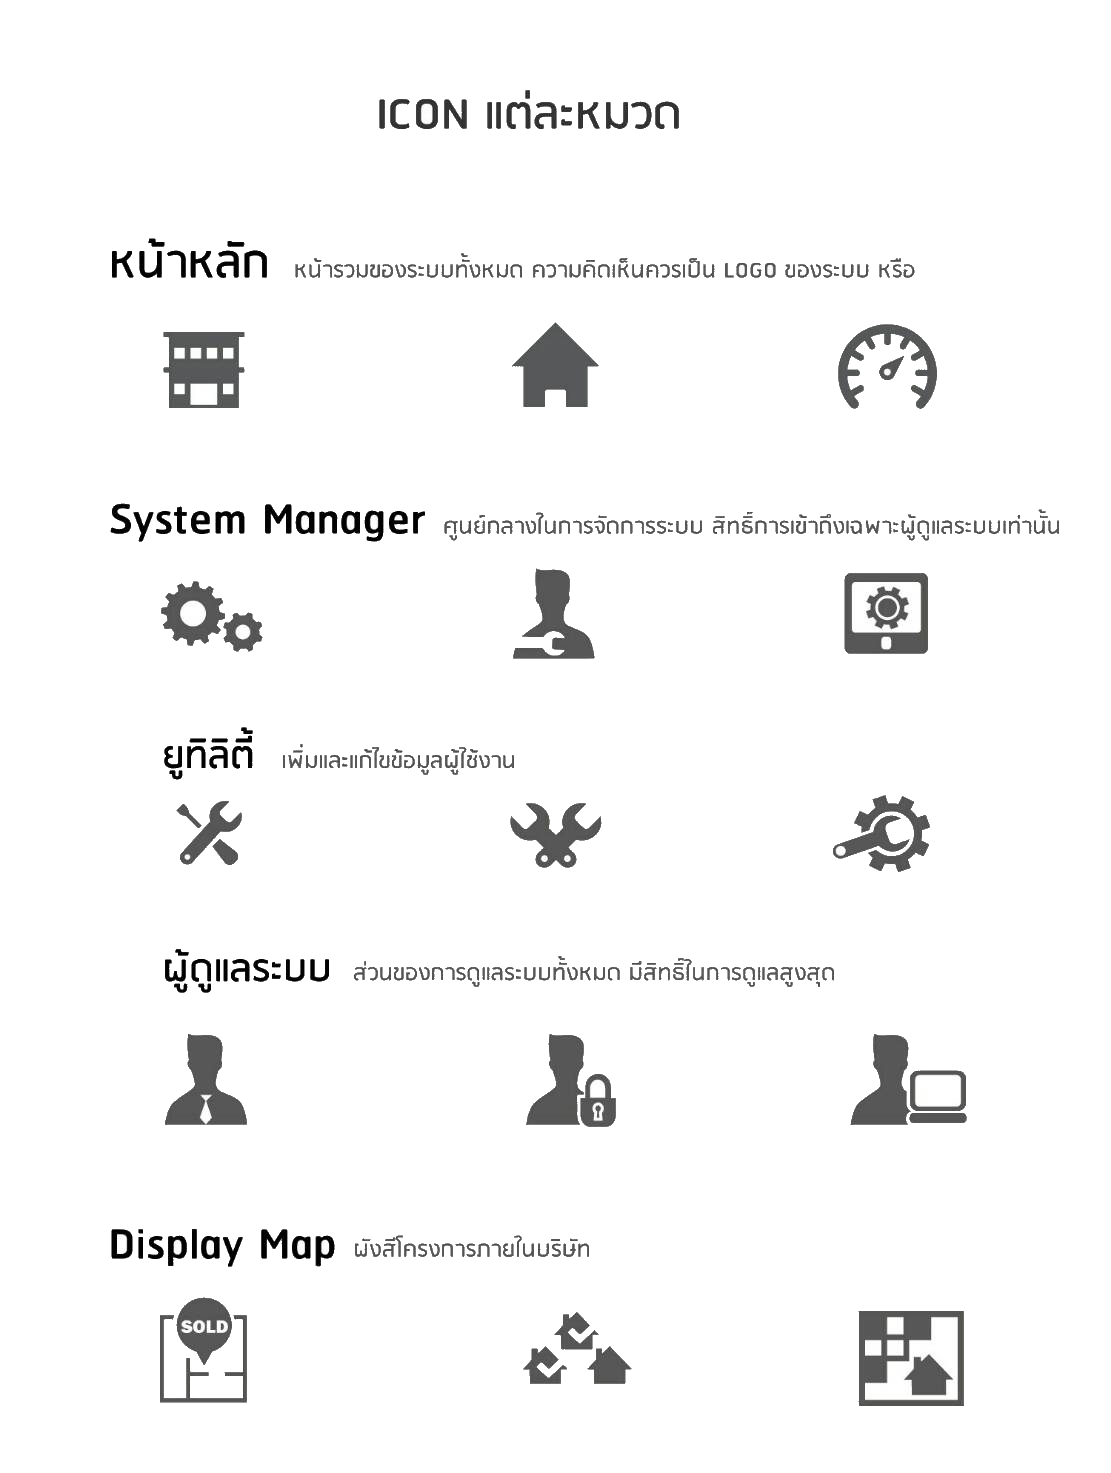 ICON แต่ละหมวด
หน้าหลัก หน้ารวมของระบบทั้งหมด ความคิดเห็นควรเป็น LOGO ของระบบ หรือ
System Manager ศูนย์กลางในการจัดการระบบ สิทธิ์การเข้าถึงเฉพาะผู้ดูแลระบบเท่านั้น
ยูทิลิตี้ เพิ่มและแก้ไขข้อมูลผู้ใช้งาน
ผู้ดูแลระบบ ส่วนของการดูแลระบบทั้งหมด มีสิทธิ์ในการดูแลสูงสุด
Display Map ผังสีโครงการภายในบริษัท
SOLD